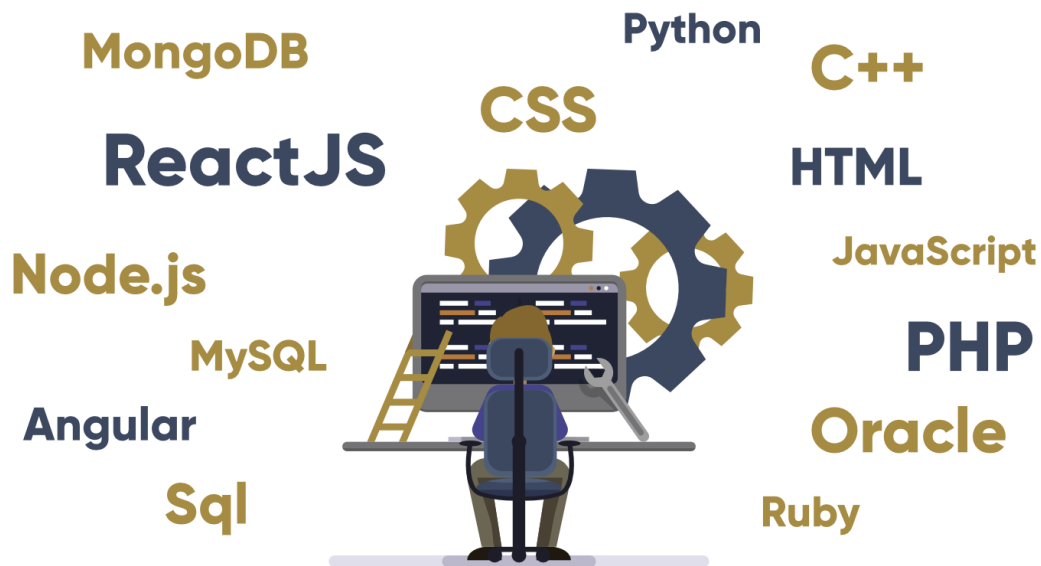 Python
MongoDB
C++
CSS
ReactJS
HTML
JavaScript
Node.js
PHP
MySQL
Angular
Oracle
Sql
Ruby